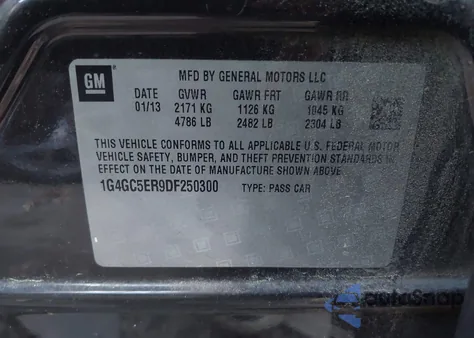 GM
MFD BY GENERAL MOTORS LLC
DATE GVWR GAWR FRT GAWR RR
01/13 2171 KG 1126 KG 1045 KG
4786 LB 2482 LB 2304 LB
THIS VEHICLE CONFORMS TO ALL APPLICABLE U.S. FEDERAL MOTOR
VEHICLE SAFETY, BUMPER, AND THEFT PREVENTION STANDARDS IN
EFFECT ON THE DATE OF MANUFACTURE SHOWN ABOVE.
1G4GC5ER9DF250300 TYPE: PASS CAR
autoSnap